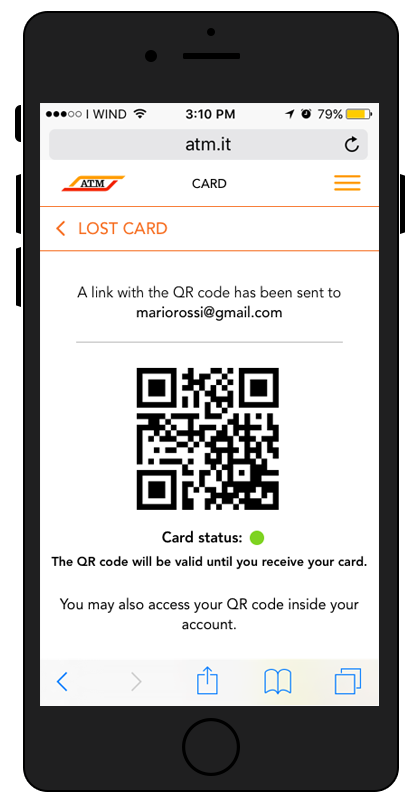 I WIND 3:10 PM 79%
atm.it
ATM CARD
LOST CARD
A link with the QR code has been sent to
mariorossi@gmail.com
Card status:
The QR code will be valid until you receive your card.
You may also access your QR code inside your
account.